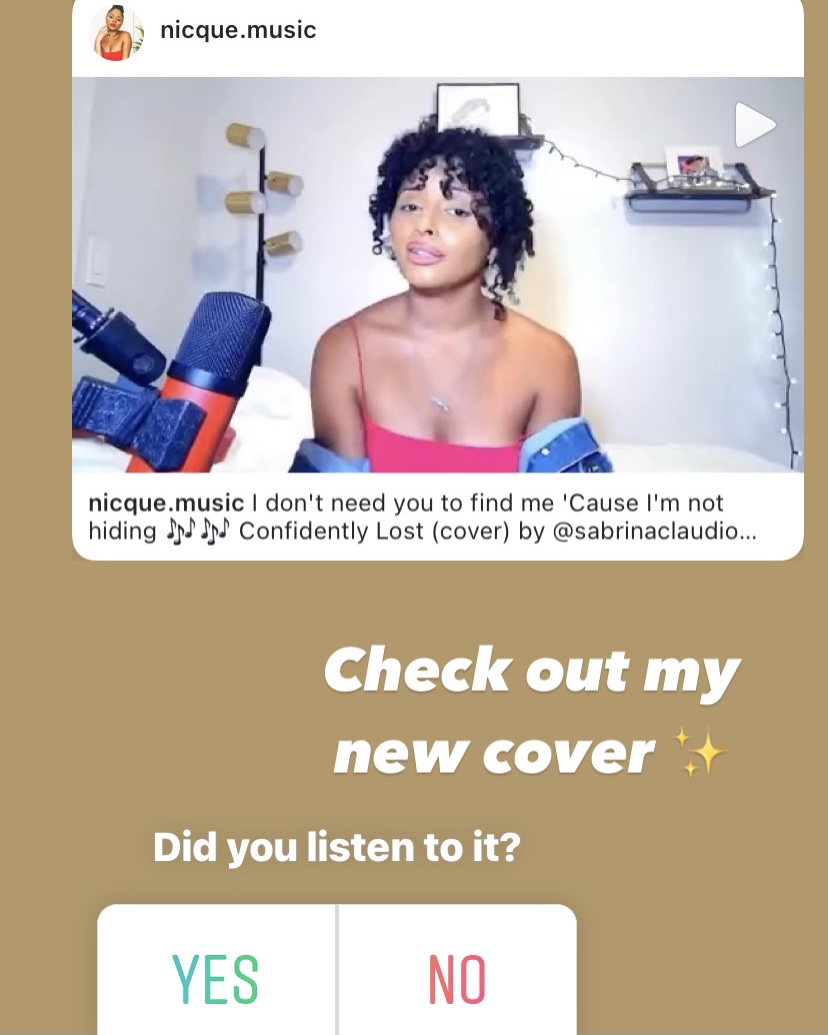 nicque.music
nicque.music I don't need you to find me 'Cause I'm not
hiding 🎶🎶 Confidently Lost (cover) by @sabrinaclaudio...
Check out my
new cover ✨
Did you listen to it?
YES NO